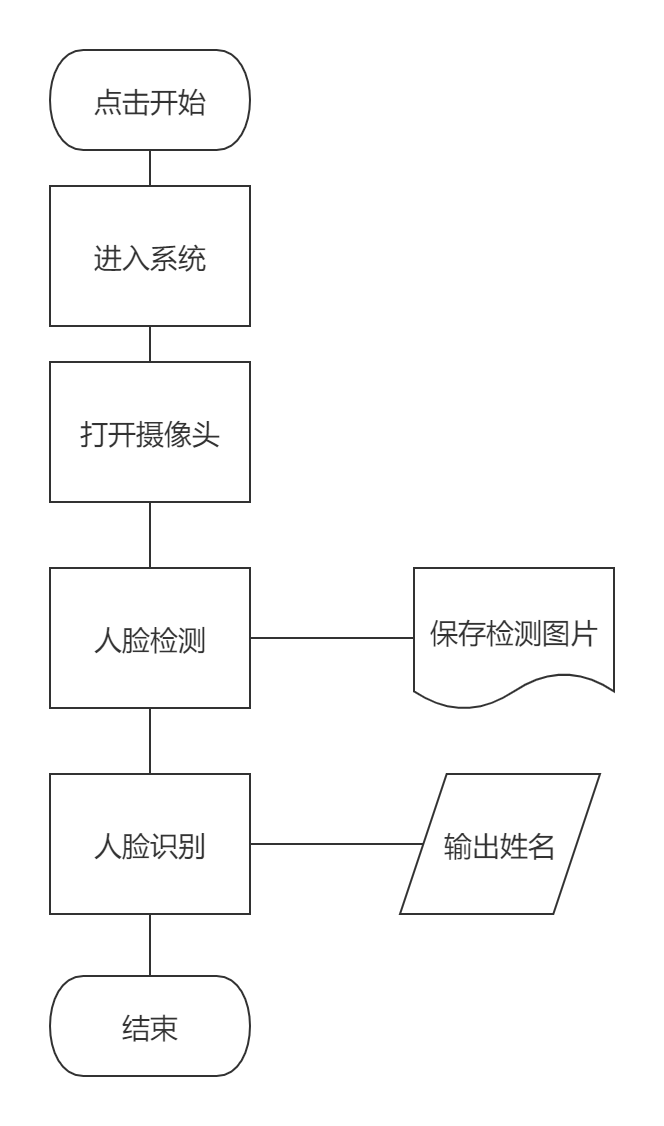 点击开始
进入系统
打开摄像头
人脸检测
保存检测图片
人脸识别
输出姓名
结束